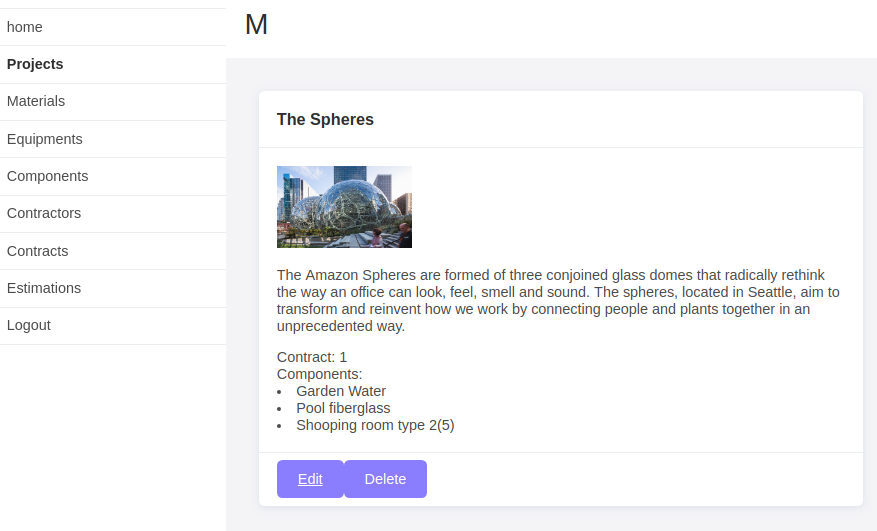 home
Projects
Materials
Equipments
Components
Contractors
Contracts
Estimations
Logout
M
The Spheres
The Amazon Spheres are formed of three conjoined glass domes that radically rethink
the way an office can look, feel, smell and sound. The spheres, located in Seattle, aim to
transform and reinvent how we work by connecting people and plants together in an
unprecedented way.
Contract: 1
Components:
• Garden Water
• Pool fiberglass
• Shooping room type 2(5)
Edit Delete